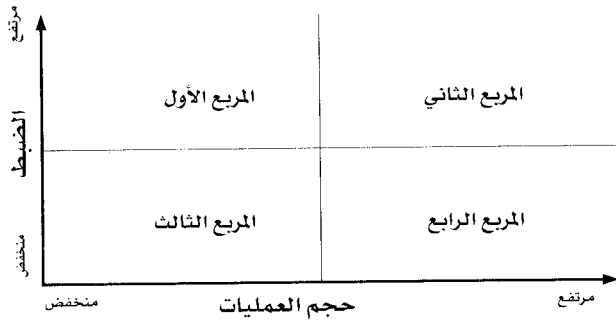 مرتفع
المربع الأول
المربع الثاني
الضبط
المربع الثالث
المربع الرابع
منخفض
منخفض
حجم العمليات
مرتفع